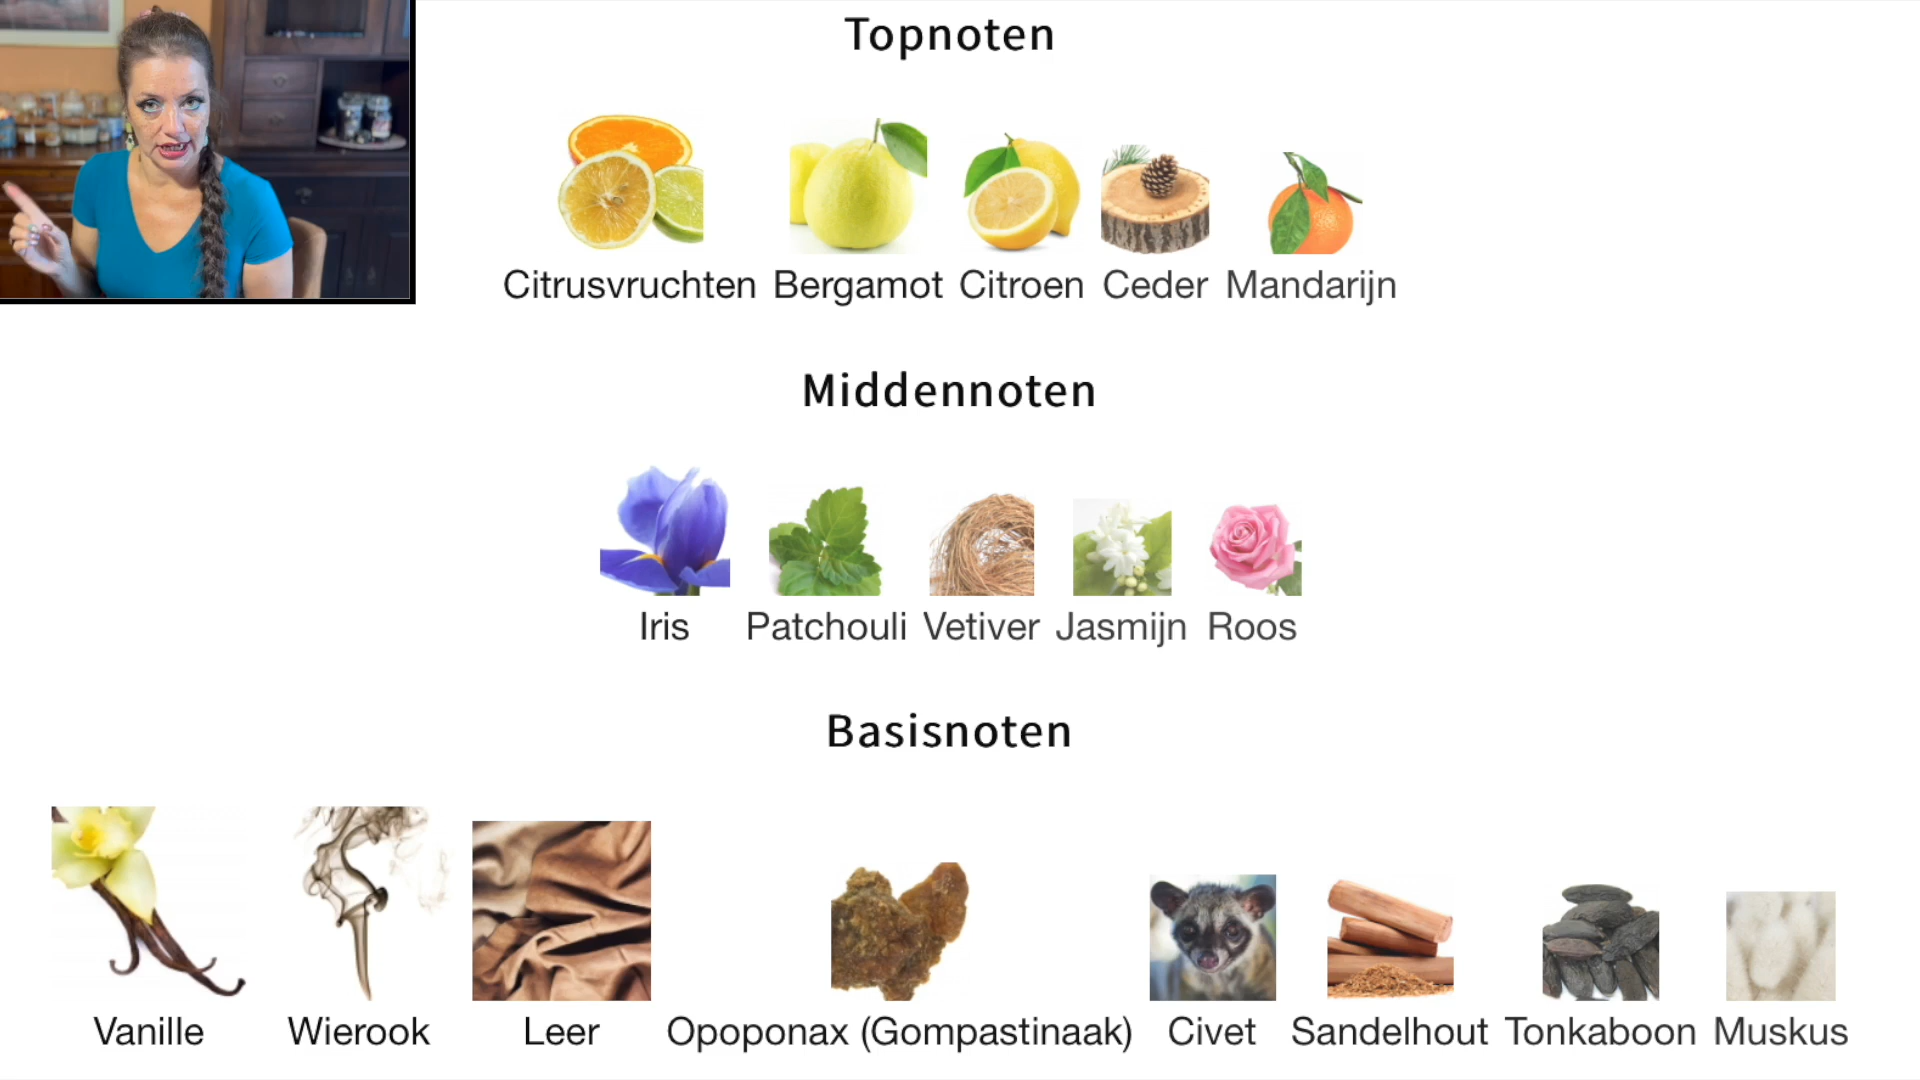 Topnoten
Citrusvruchten Bergamot Citroen Ceder Mandarijn
Middennoten
Iris Patchouli Vetiver Jasmijn Roos
Basisnoten
Vanille Wierook Leer Opoponax (Gompastinaak) Civet Sandelhout Tonkaboon Muskus